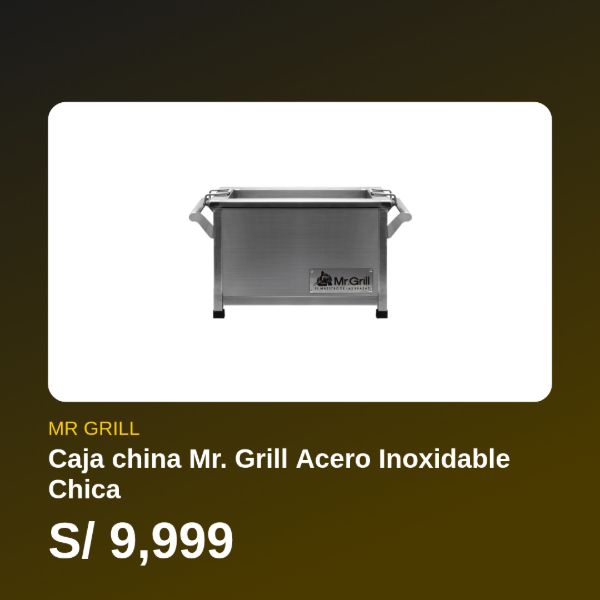 Mr.Grill
MR GRILL
Caja china Mr. Grill Acero Inoxidable
Chica
S/ 9,999